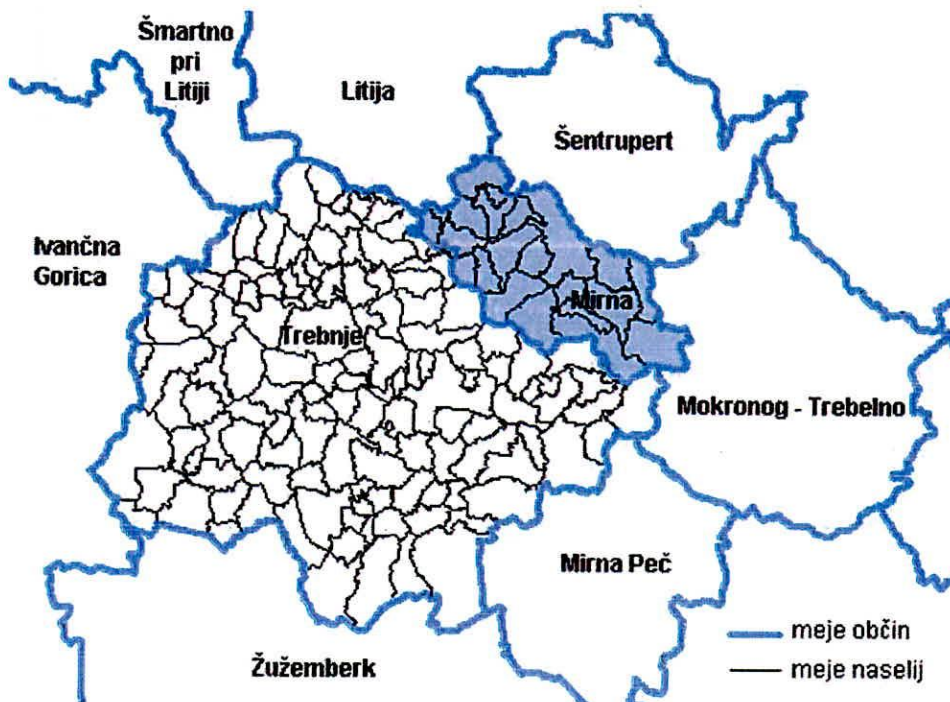 Šmartno
pri
Litiji
Litija
Šentrupert
Ivančna
Gorica
Mirna
Trebnje
Mokronog - Trebelno
Mirna Peč
Žužemberk
meje občin
meje naselij